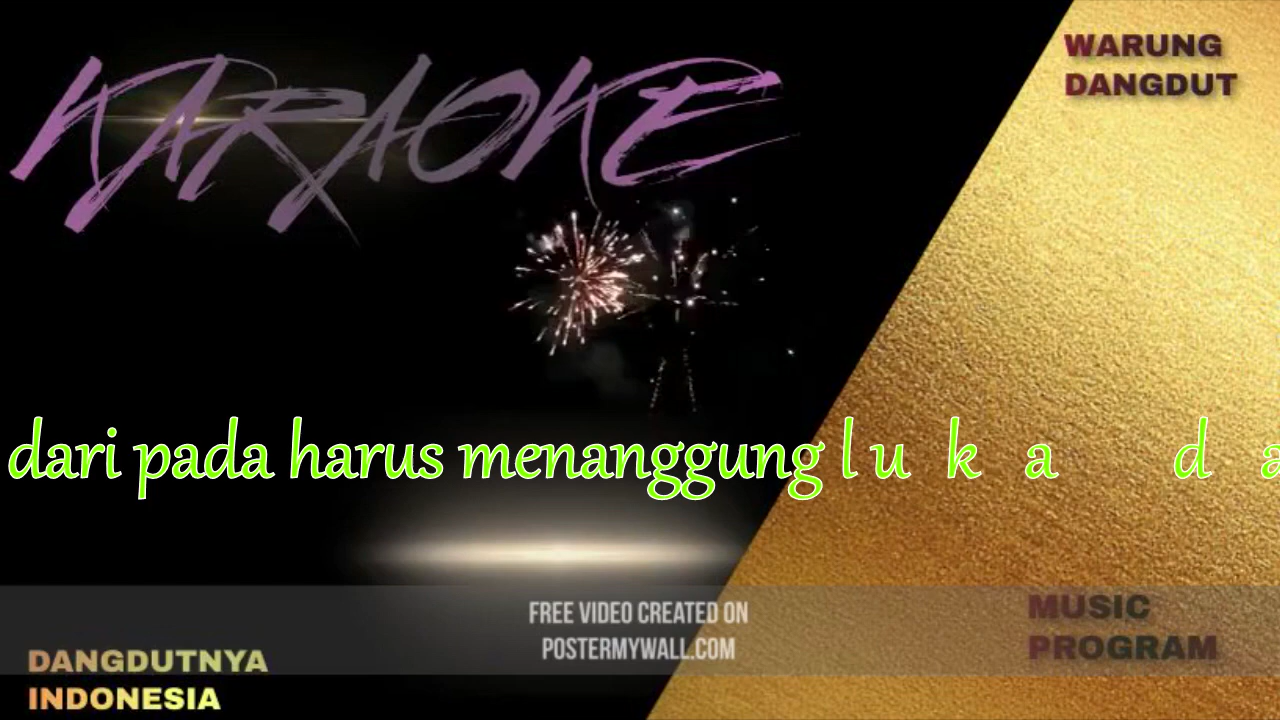 KARAOKE
WARUNG
DANGDUT
dari pada harus menanggung l u k a d a
FREE VIDEO CREATED ON
POSTERMYWALL.COM
MUSIC
PROGRAM
DANGDUTNYA
INDONESIA